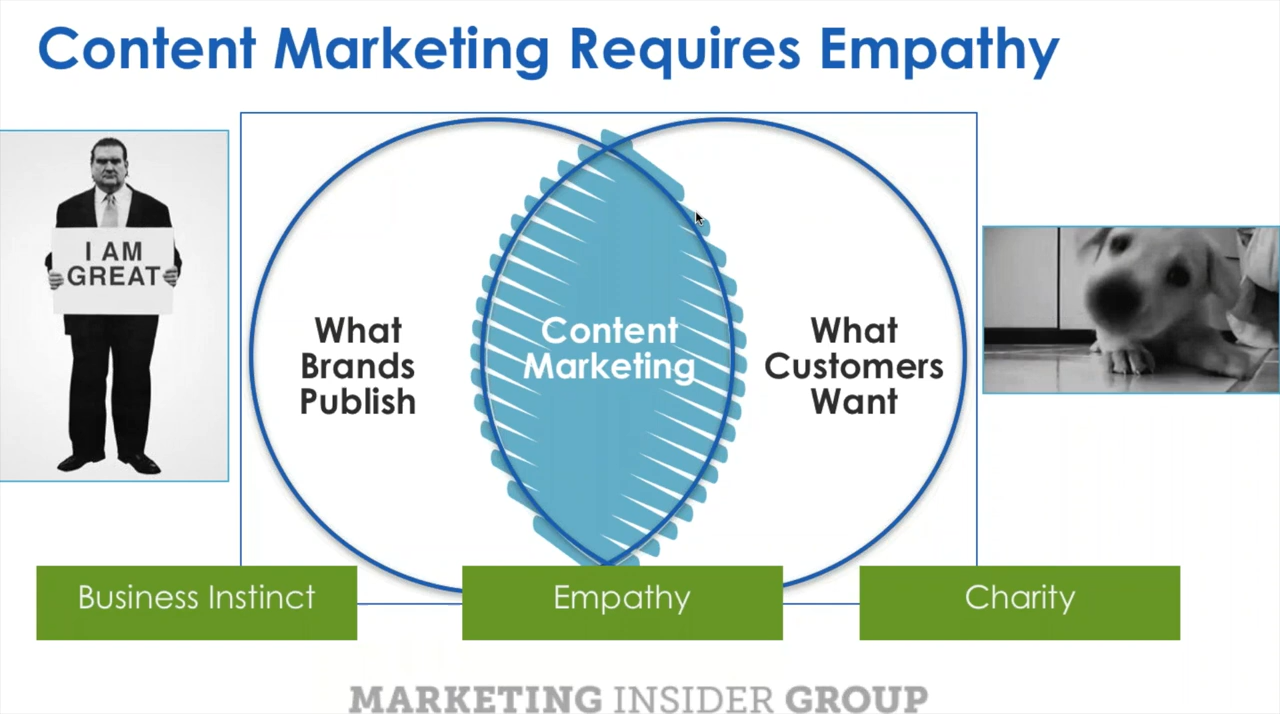 Content Marketing Requires Empathy
I AM
GREAT
What
Brands
Publish
Content
Marketing
What
Customers
Want
Business Instinct
Empathy
Charity
MARKETING INSIDER GROUP